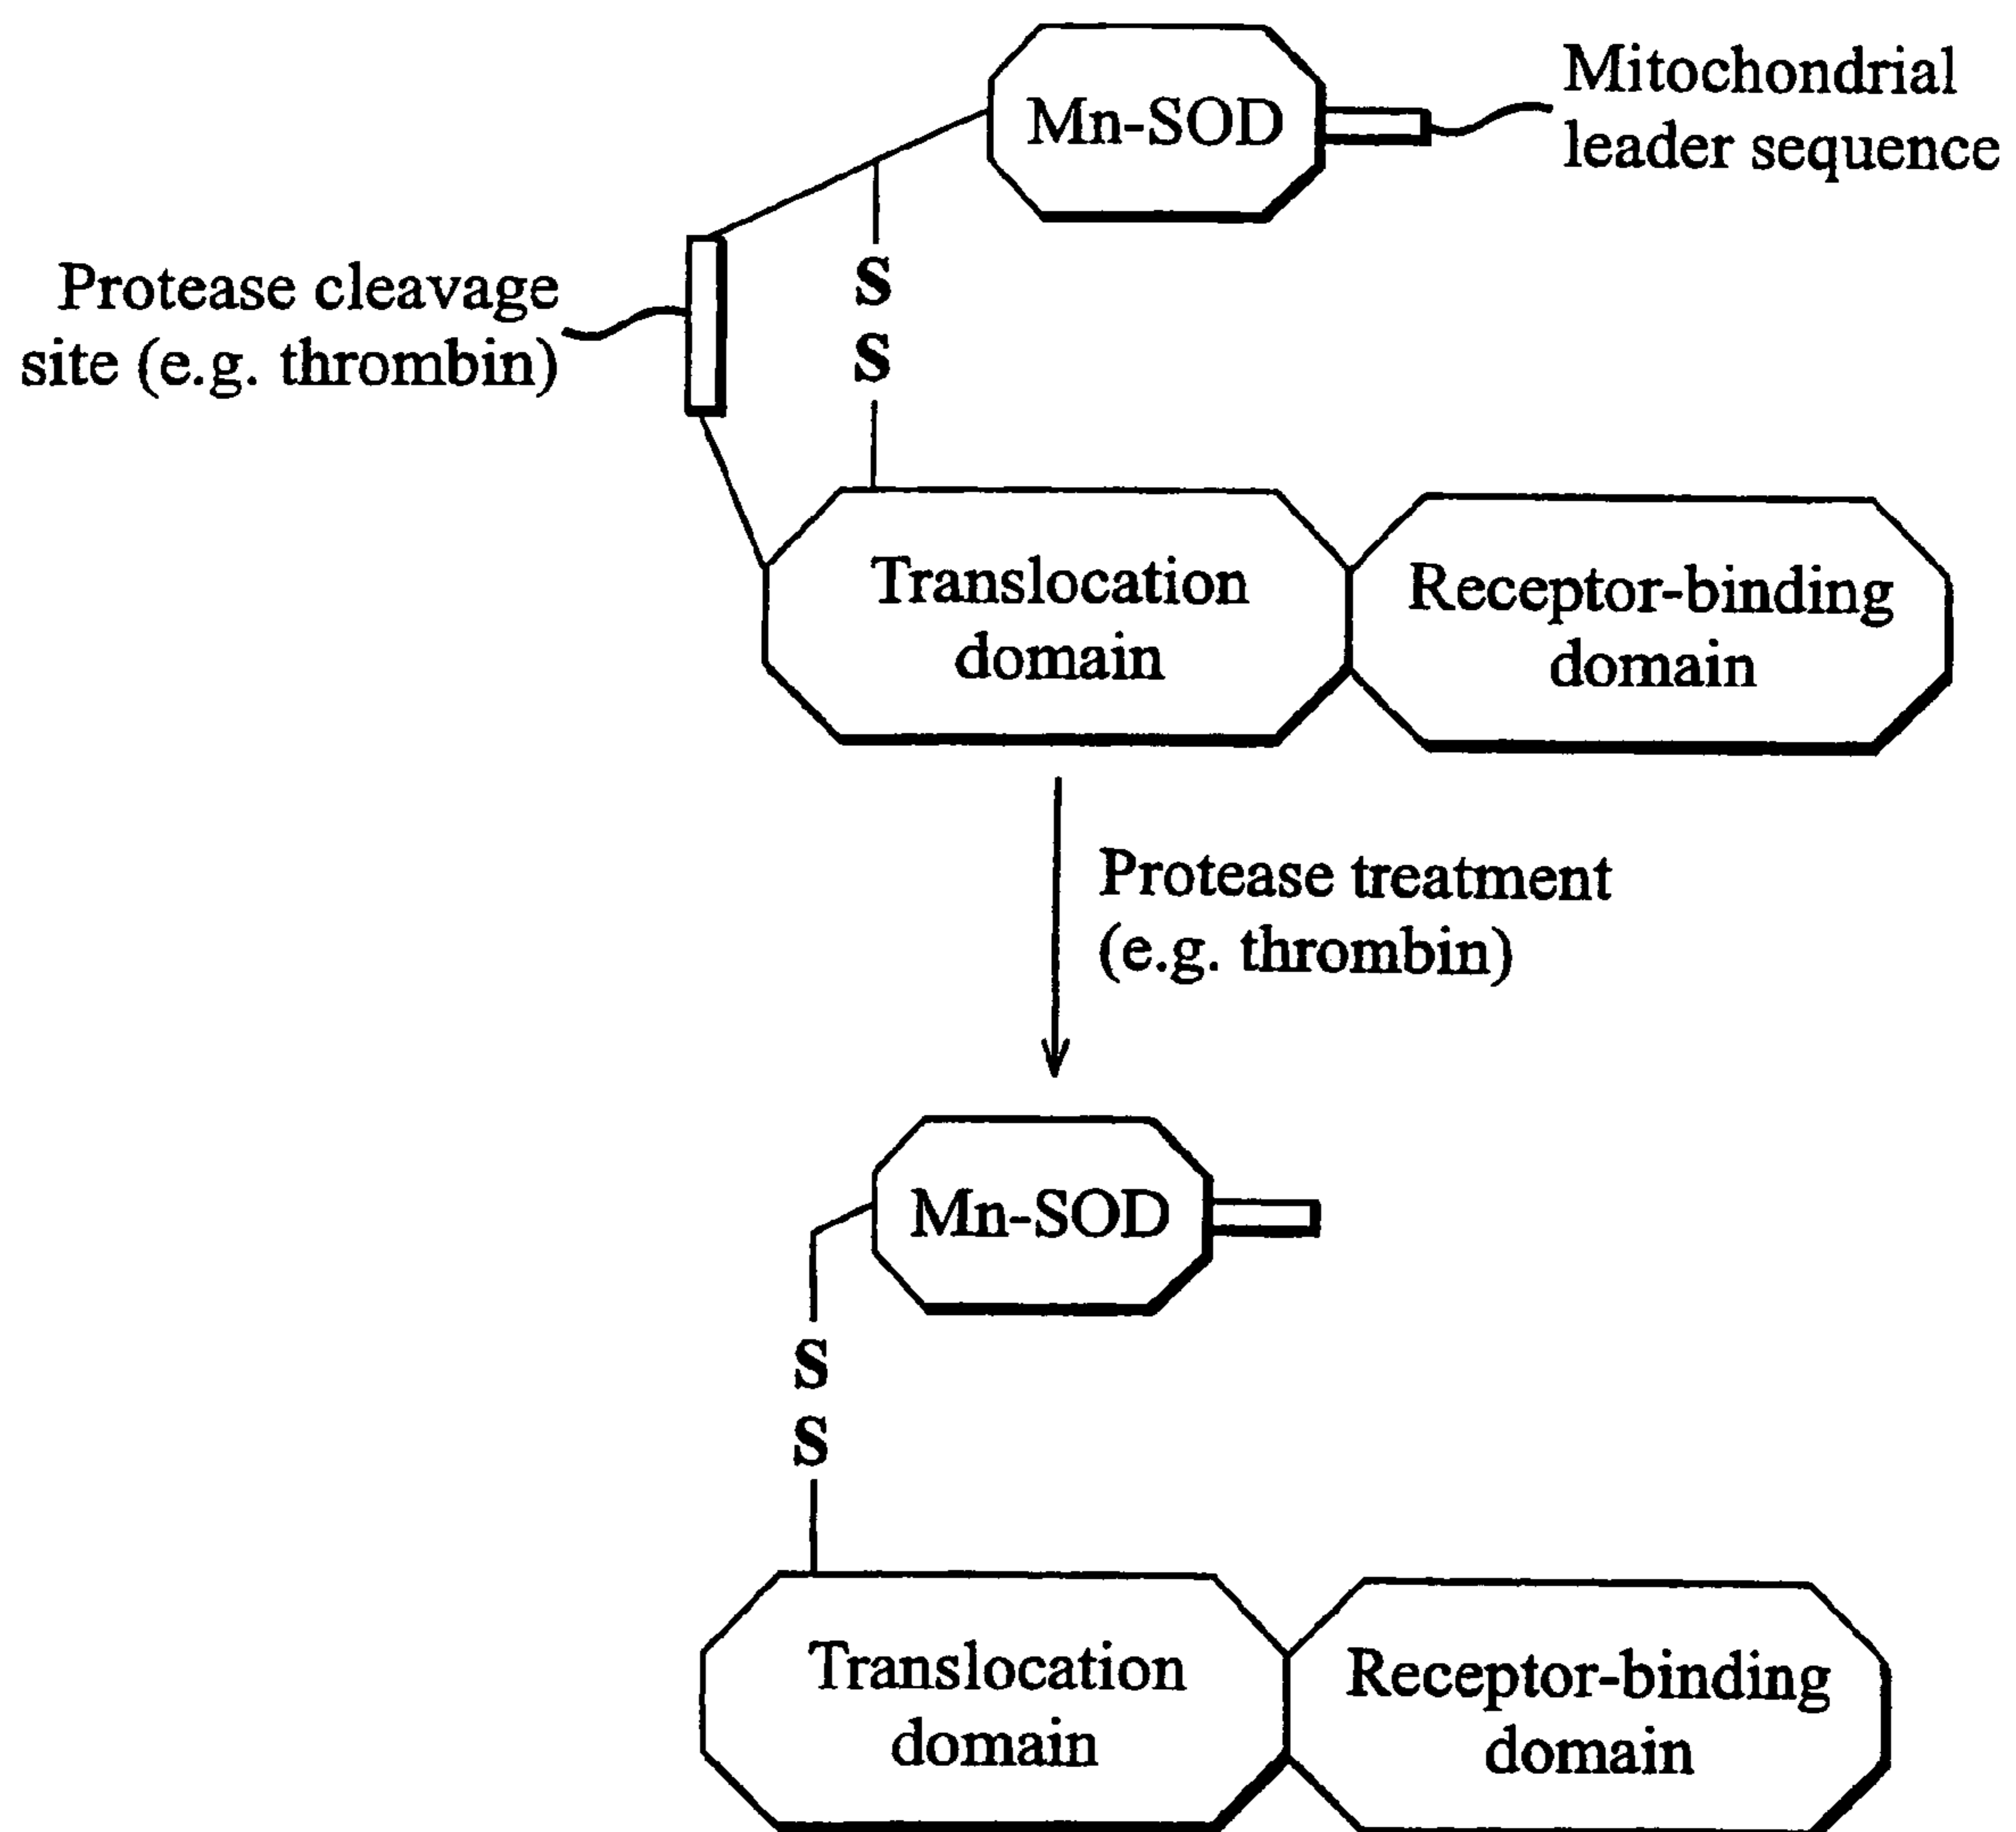 Mn-SOD
Mitochondrial
leader sequence
Protease cleavage
site (e.g. thrombin)
S
S
Translocation
domain
Receptor-binding
domain
Protease treatment
(e.g. thrombin)
Mn-SOD
S
S
Translocation
domain
Receptor-binding
domain